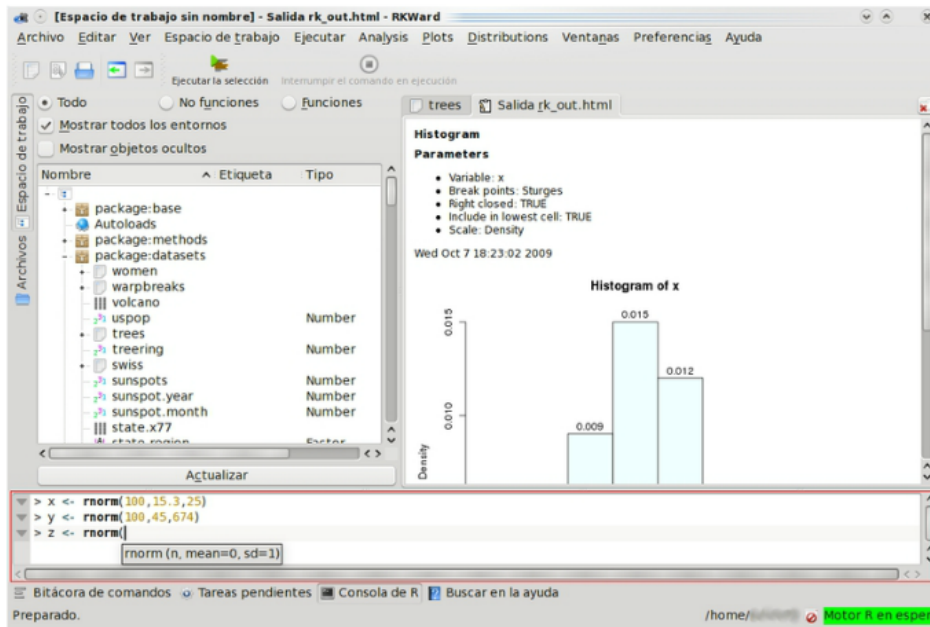 [Espacio de trabajo sin nombre] - Salida rk_out.html - RKWard
Archivo Editar Ver Espacio de trabajo Ejecutar Analysis Plots Distributions Ventanas Preferencias Ayuda
Ejecutar la selección Interrumpir el comando en ejecución
Espacio de trabajo
Archivos
Todo No funciones Funciones
Mostrar todos los entornos
Mostrar objetos ocultos
Nombre Etiqueta Tipo
package:base
Autoloads
package:methods
package:datasets
women
warpbreaks
volcano
uspop Number
trees
treering Number
swiss
sunspots Number
sunspot.year Number
sunspot.month Number
state.x77
state.region Factor
Actualizar
trees Salida rk_out.html
Histogram
Parameters
• Variable: x
• Break points: Sturges
• Right closed: TRUE
• Include in lowest cell: TRUE
• Scale: Density
Wed Oct 7 18:23:02 2009
Histogram of x
0.015
0.015
0.012
0.010
0.009
Density
> x <- rnorm(100,15.3,25)
> y <- rnorm(100,45,674)
> z <- rnorm(
rnorm (n, mean=0, sd=1)
Bitácora de comandos Tareas pendientes Consola de R Buscar en la ayuda
Preparado. /home/ Motor R en esper